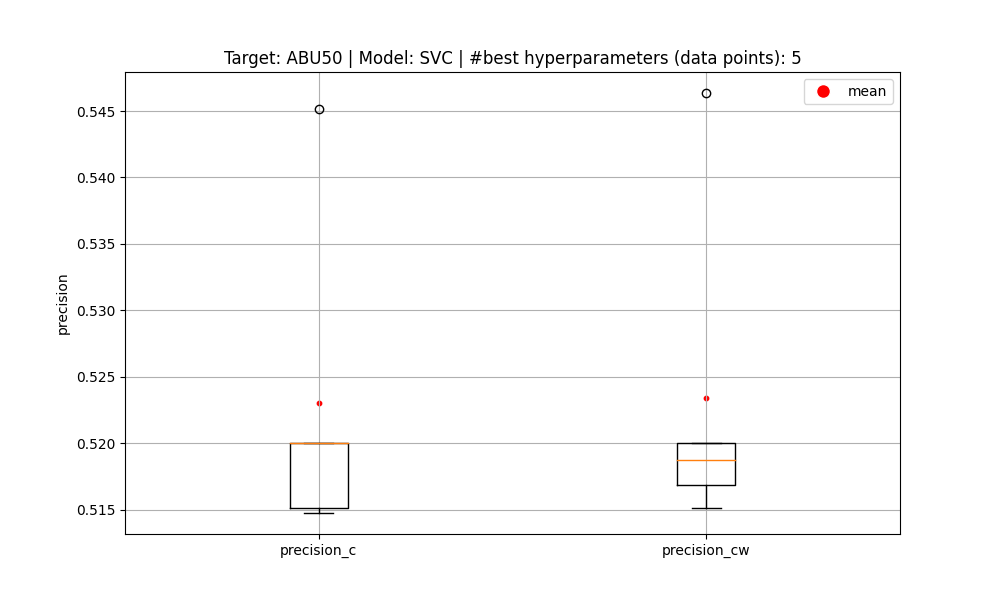 Target: ABU50 | Model: SVC | #best hyperparameters (data points): 5
mean
0.545
0.540
0.535
0.530
0.525
0.520
0.515
precision
precision_c
precision_cw